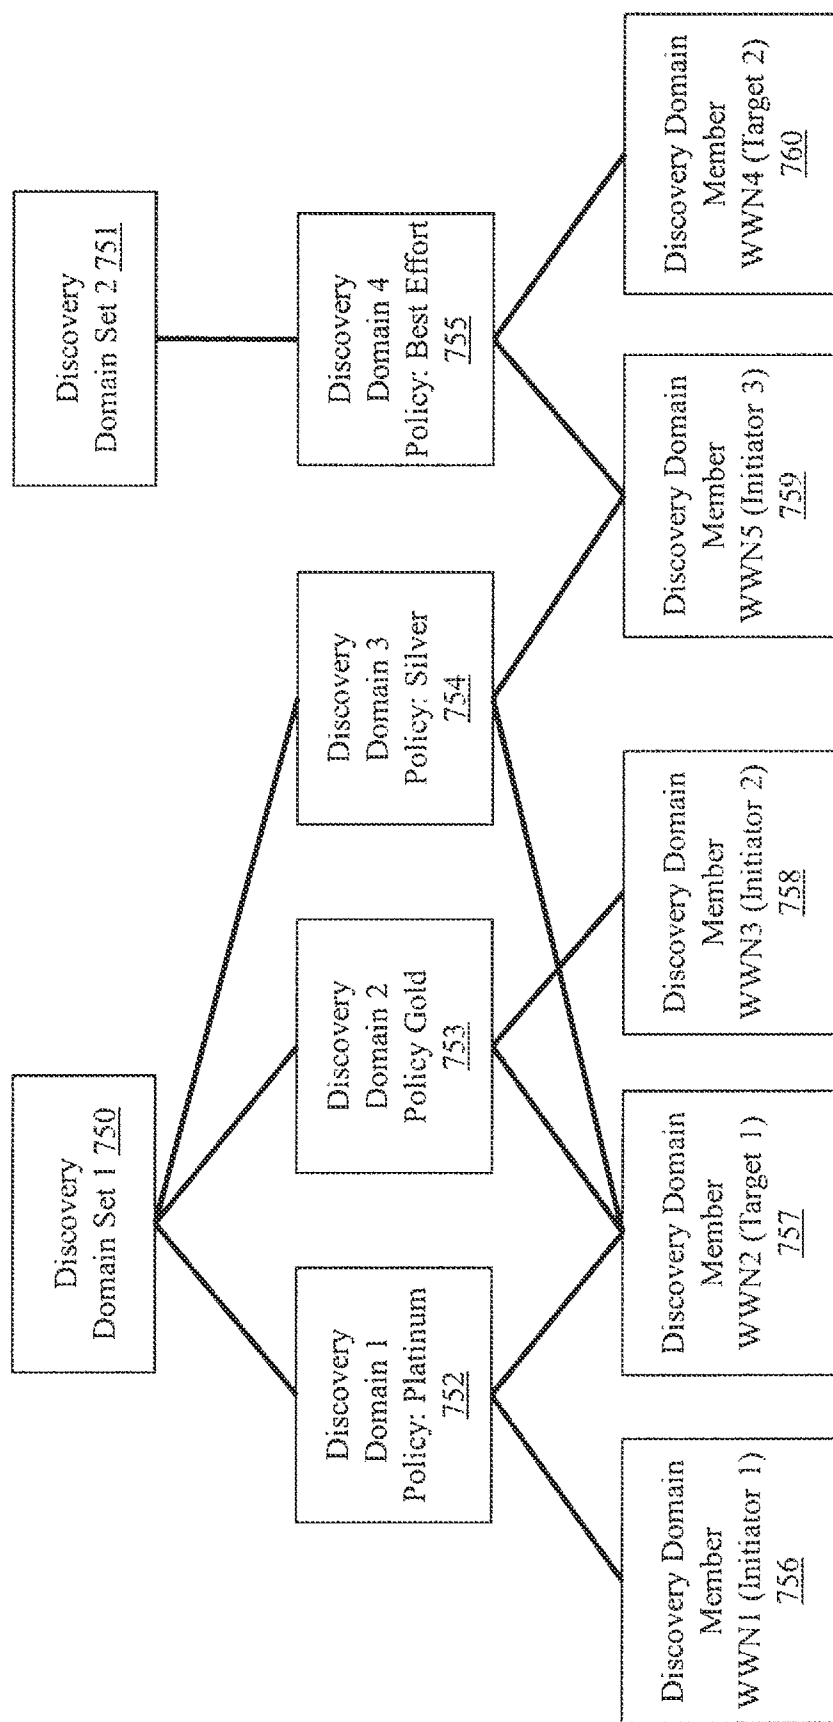 Discovery
Domain Set 1 750
Discovery
Domain Set 2 751
Discovery
Domain 1
Policy: Platinum
752
Discovery
Domain 2
Policy Gold
753
Discovery
Domain 3
Policy: Silver
754
Discovery
Domain 4
Policy: Best Effort
755
Discovery Domain
Member
WWN1 (Initiator 1)
756
Discovery Domain
Member
WWN2 (Target 1)
757
Discovery Domain
Member
WWN3 (Initiator 2)
758
Discovery Domain
Member
WWN5 (Initiator 3)
759
Discovery Domain
Member
WWN4 (Target 2)
760